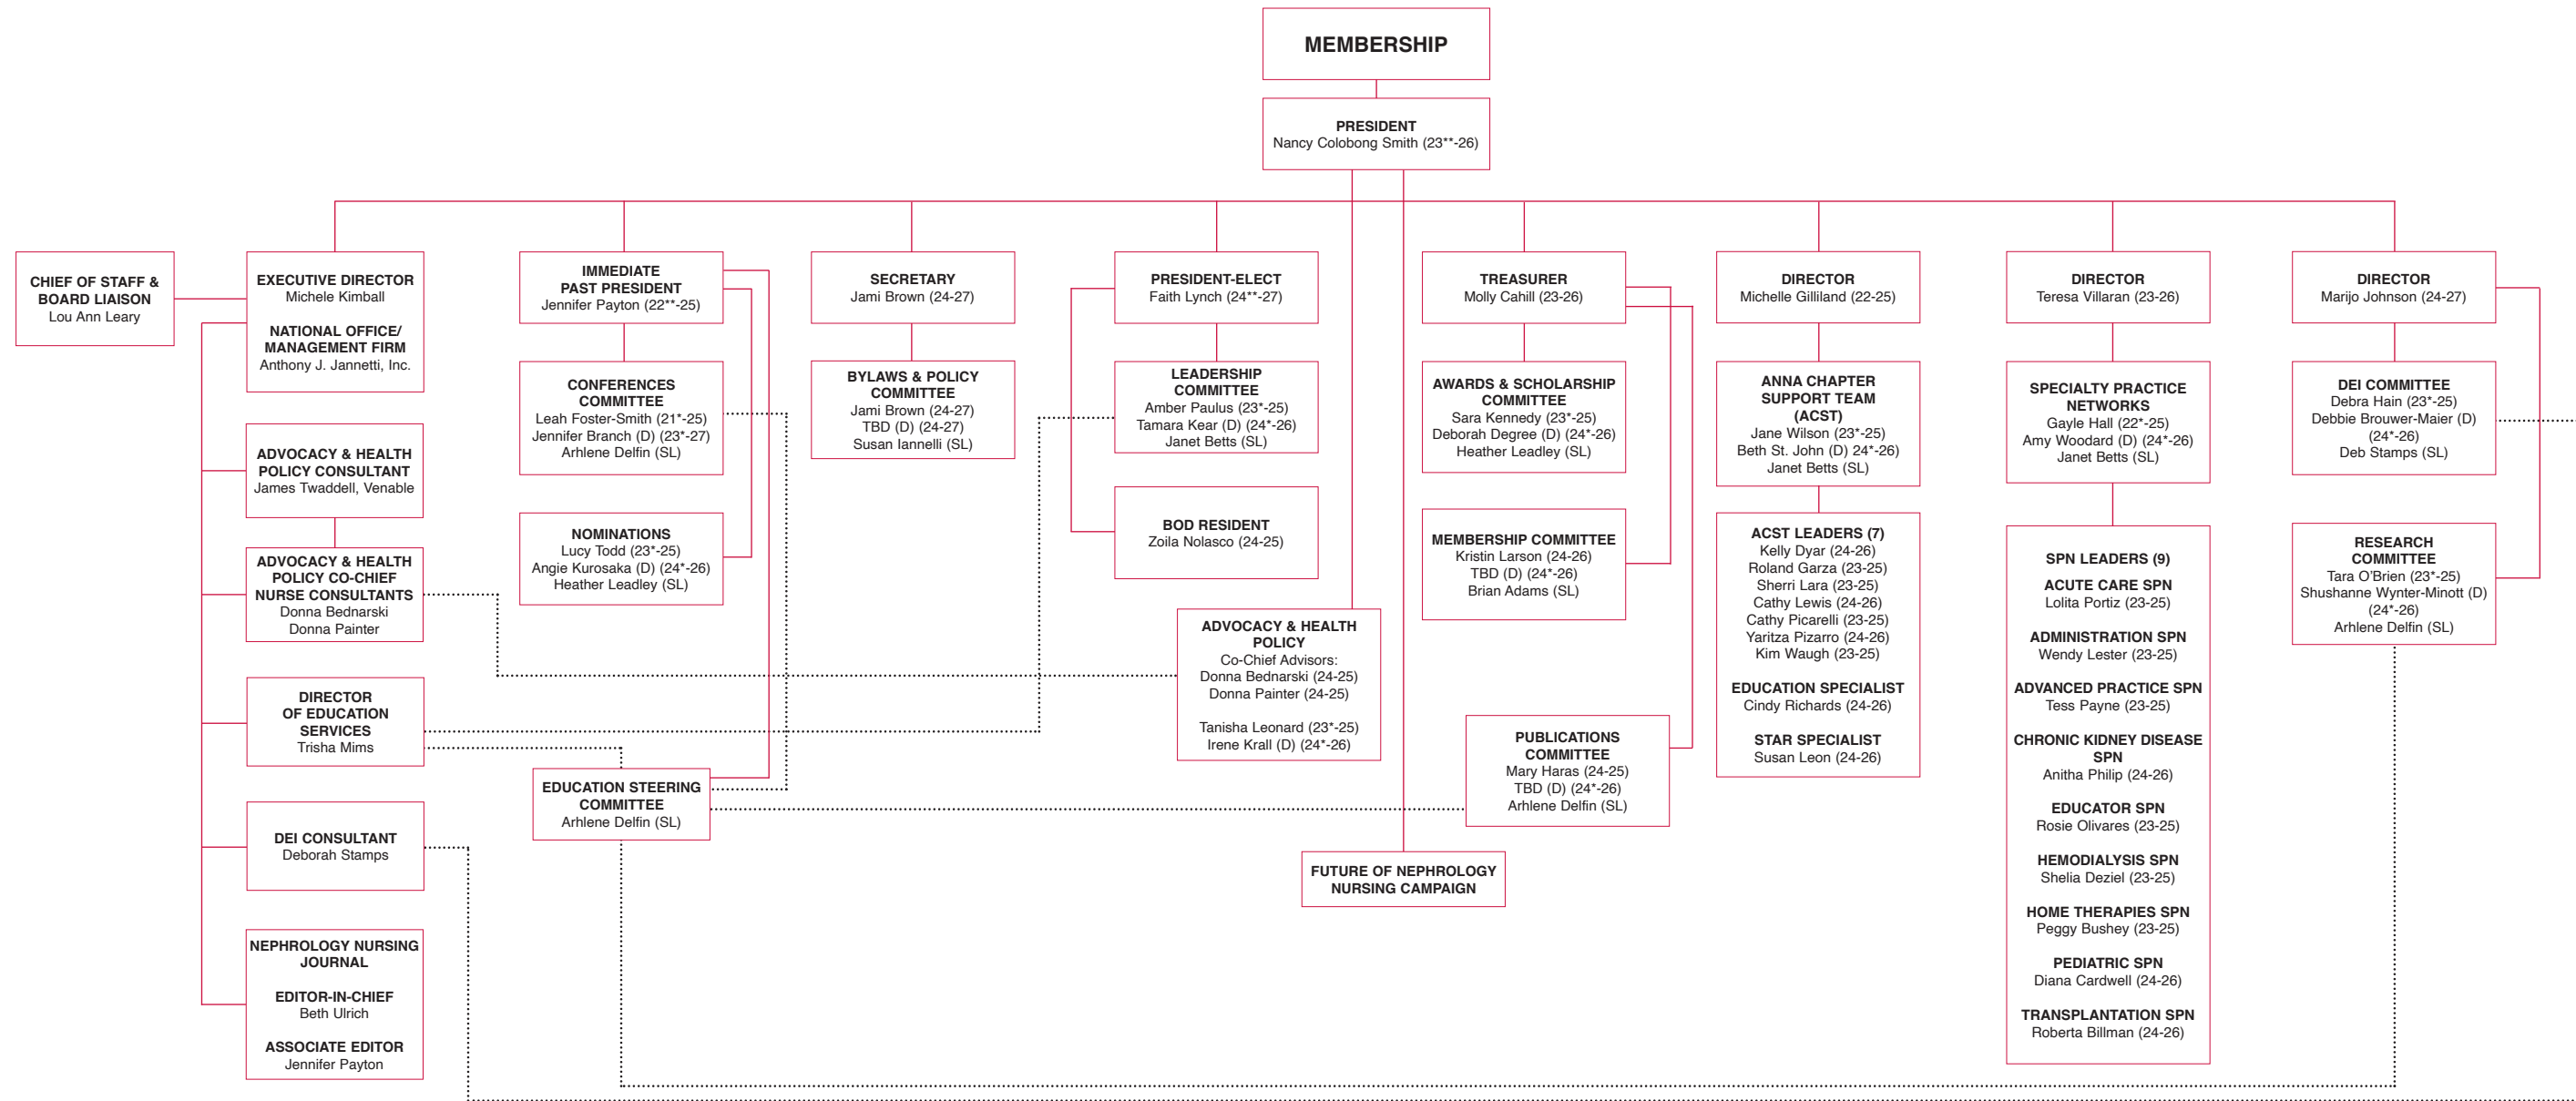 MEMBERSHIP
PRESIDENT
Nancy Colobong Smith (23**-26)
CHIEF OF STAFF &
BOARD LIAISON
Lou Ann Leary
EXECUTIVE DIRECTOR
Michele Kimball
NATIONAL OFFICE/
MANAGEMENT FIRM
Anthony J. Jannetti, Inc.
ADVOCACY & HEALTH
POLICY CONSULTANT
James Twaddell, Venable
ADVOCACY & HEALTH
POLICY CO-CHIEF
NURSE CONSULTANTS
Donna Bednarski
Donna Painter
DIRECTOR
OF EDUCATION
SERVICES
Trisha Mims
DEI CONSULTANT
Deborah Stamps
NEPHROLOGY NURSING
JOURNAL
EDITOR-IN-CHIEF
Beth Ulrich
ASSOCIATE EDITOR
Jennifer Payton
IMMEDIATE
PAST PRESIDENT
Jennifer Payton (22**-25)
CONFERENCES
COMMITTEE
Leah Foster-Smith (21*-25)
Jennifer Branch (D) (23*-27)
Arhlene Delfin (SL)
NOMINATIONS
Lucy Todd (23*-25)
Angie Kurosaka (D) (24*-26)
Heather Leadley (SL)
EDUCATION STEERING
COMMITTEE
Arhlene Delfin (SL)
SECRETARY
Jami Brown (24-27)
BYLAWS & POLICY
COMMITTEE
Jami Brown (24-27)
TBD (D) (24-27)
Susan Iannelli (SL)
PRESIDENT-ELECT
Faith Lynch (24**-27)
LEADERSHIP
COMMITTEE
Amber Paulus (23*-25)
Tamara Kear (D) (24*-26)
Janet Betts (SL)
BOD RESIDENT
Zoila Nolasco (24-25)
ADVOCACY & HEALTH
POLICY
Co-Chief Advisors:
Donna Bednarski (24-25)
Donna Painter (24-25)
Tanisha Leonard (23*-25)
Irene Krall (D) (24*-26)
FUTURE OF NEPHROLOGY
NURSING CAMPAIGN
TREASURER
Molly Cahill (23-26)
AWARDS & SCHOLARSHIP
COMMITTEE
Sara Kennedy (23*-25)
Deborah Degree (D) (24*-26)
Heather Leadley (SL)
MEMBERSHIP COMMITTEE
Kristin Larson (24-26)
TBD (D) (24*-26)
Brian Adams (SL)
PUBLICATIONS
COMMITTEE
Mary Haras (24-25)
TBD (D) (24*-26)
Arhlene Delfin (SL)
DIRECTOR
Michelle Gilliland (22-25)
ANNA CHAPTER
SUPPORT TEAM
(ACST)
Jane Wilson (23*-25)
Beth St. John (D) 24*-26)
Janet Betts (SL)
ACST LEADERS (7)
Kelly Dyar (24-26)
Roland Garza (23-25)
Sherri Lara (23-25)
Cathy Lewis (24-26)
Cathy Picarelli (23-25)
Yaritza Pizarro (24-26)
Kim Waugh (23-25)
EDUCATION SPECIALIST
Cindy Richards (24-26)
STAR SPECIALIST
Susan Leon (24-26)
DIRECTOR
Teresa Villaran (23-26)
SPECIALTY PRACTICE
NETWORKS
Gayle Hall (22*-25)
Amy Woodard (D) (24*-26)
Janet Betts (SL)
SPN LEADERS (9)
ACUTE CARE SPN
Lolita Portiz (23-25)
ADMINISTRATION SPN
Wendy Lester (23-25)
ADVANCED PRACTICE SPN
Tess Payne (23-25)
CHRONIC KIDNEY DISEASE
SPN
Anitha Philip (24-26)
EDUCATOR SPN
Rosie Olivares (23-25)
HEMODIALYSIS SPN
Shelia Deziel (23-25)
HOME THERAPIES SPN
Peggy Bushey (23-25)
PEDIATRIC SPN
Diana Cardwell (24-26)
TRANSPLANTATION SPN
Roberta Billman (24-26)
DIRECTOR
Marijo Johnson (24-27)
DEI COMMITTEE
Debra Hain (23*-25)
Debbie Brouwer-Maier (D)
(24*-26)
Deb Stamps (SL)
RESEARCH
COMMITTEE
Tara O'Brien (23*-25)
Shushanne Wynter-Minott (D)
(24*-26)
Arhlene Delfin (SL)